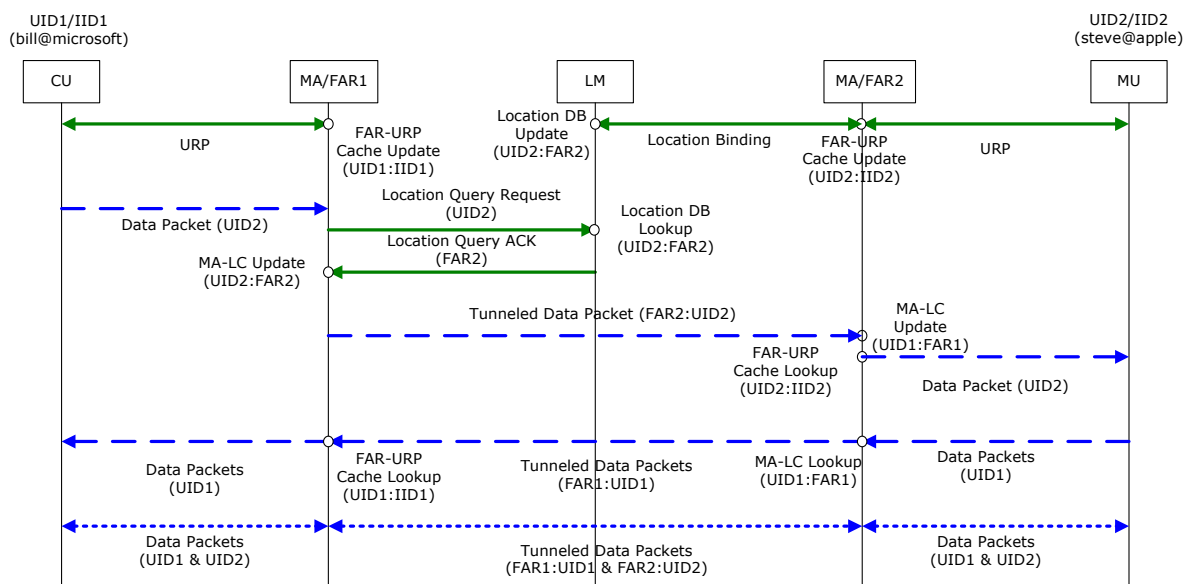 UID1/IID1
(bill@microsoft)
UID2/IID2
(steve@apple)
CU
MA/FAR1
LM
MA/FAR2
MU
URP
FAR-URP
Cache Update
(UID1:IID1)
Location DB
Update
(UID2:FAR2)
Location Binding
FAR-URP
Cache Update
(UID2:IID2)
URP
Data Packet (UID2)
Location Query Request
(UID2)
Location DB
Lookup
(UID2:FAR2)
Location Query ACK
(FAR2)
MA-LC Update
(UID2:FAR2)
Tunneled Data Packet (FAR2:UID2)
MA-LC
Update
(UID1:FAR1)
FAR-URP
Cache Lookup
(UID2:IID2)
Data Packet (UID2)
Data Packets
(UID1)
FAR-URP
Cache Lookup
(UID1:IID1)
Tunneled Data Packets
(FAR1:UID1)
MA-LC Lookup
(UID1:FAR1)
Data Packets
(UID1)
Data Packets
(UID1 & UID2)
Tunneled Data Packets
(FAR1:UID1 & FAR2:UID2)
Data Packets
(UID1 & UID2)